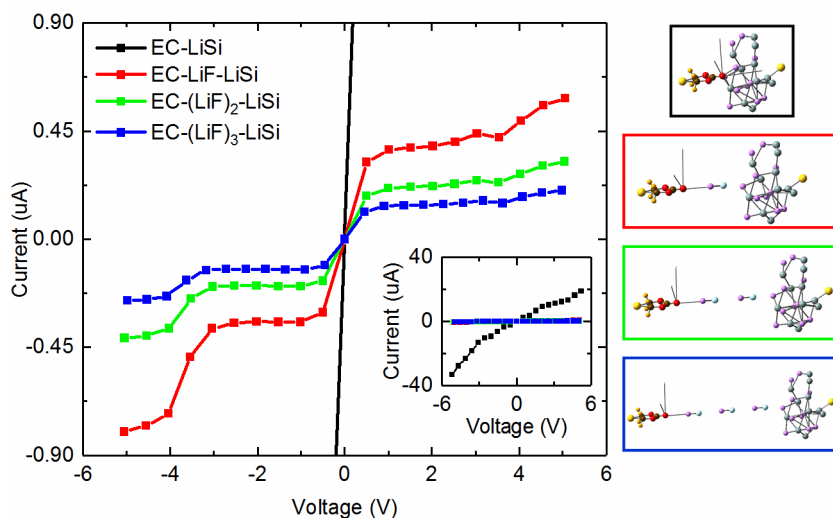 0.90
0.45
0.00
-0.45
-0.90
Current (uA)
EC-LiSi
EC-LiF-LiSi
EC-(LiF)2-LiSi
EC-(LiF)3-LiSi
40
0
-40
Current (uA)
-6 0 6
Voltage (V)
-6 -4 -2 0 2 4 6
Voltage (V)